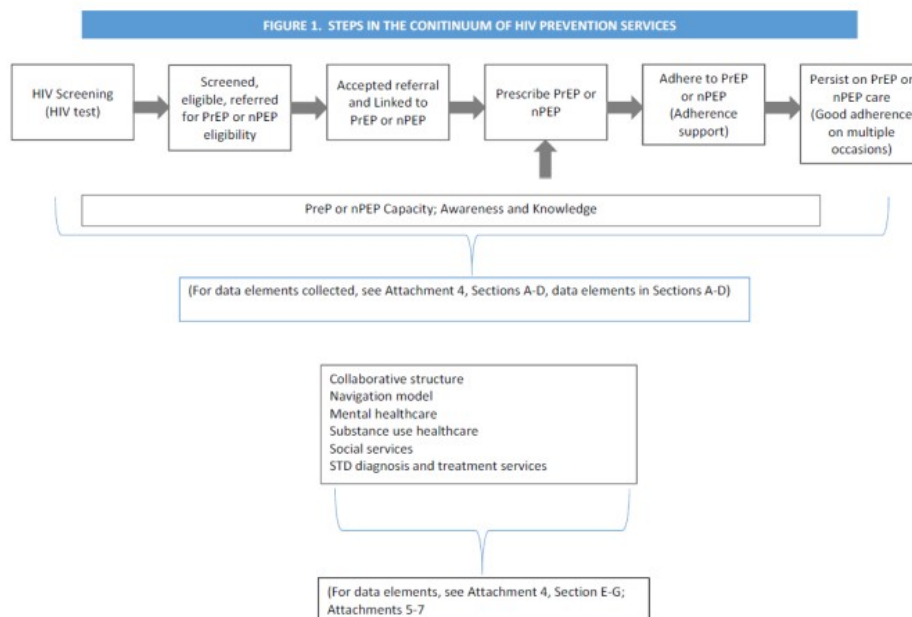 FIGURE 1. STEPS IN THE CONITINUUM OF HIV PREVENTION SERVICES
HIV Screening
(HIV test)
Screened,
eligible, referred
for PrEP or nPEP
eligibility
Accepted referral
and Linked to
PrEP or nPEP
Prescribe PrEP or
nPEP
Adhere to PrEP
or nPEP
(Adherence
support)
Persist on PrEP or
nPEP care
(Good adherence
on multiple
occasions)
PreP or nPEP Capacity; Awareness and Knowledge
(For data elements collected, see Attachment 4, Sections A-D, data elements in Sections A-D)
Collaborative structure
Navigation model
Mental healthcare
Substance use healthcare
Social services
STD diagnosis and treatment services
(For data elements, see Attachment 4, Section E-G;
Attachments 5-7